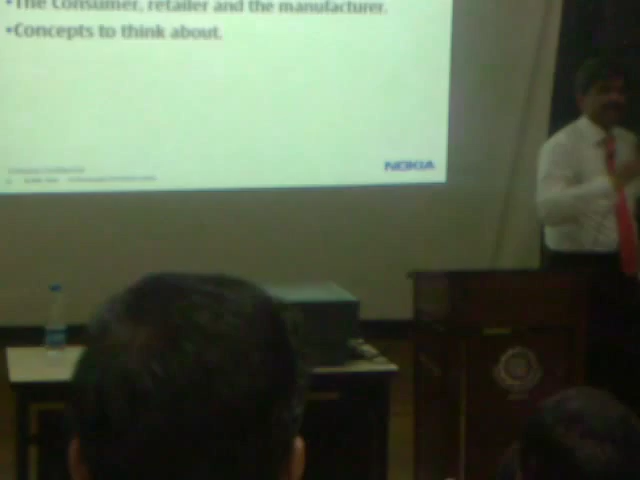 •The Consumer, retailer and the manufacturer.
•Concepts to think about.
NOKIA